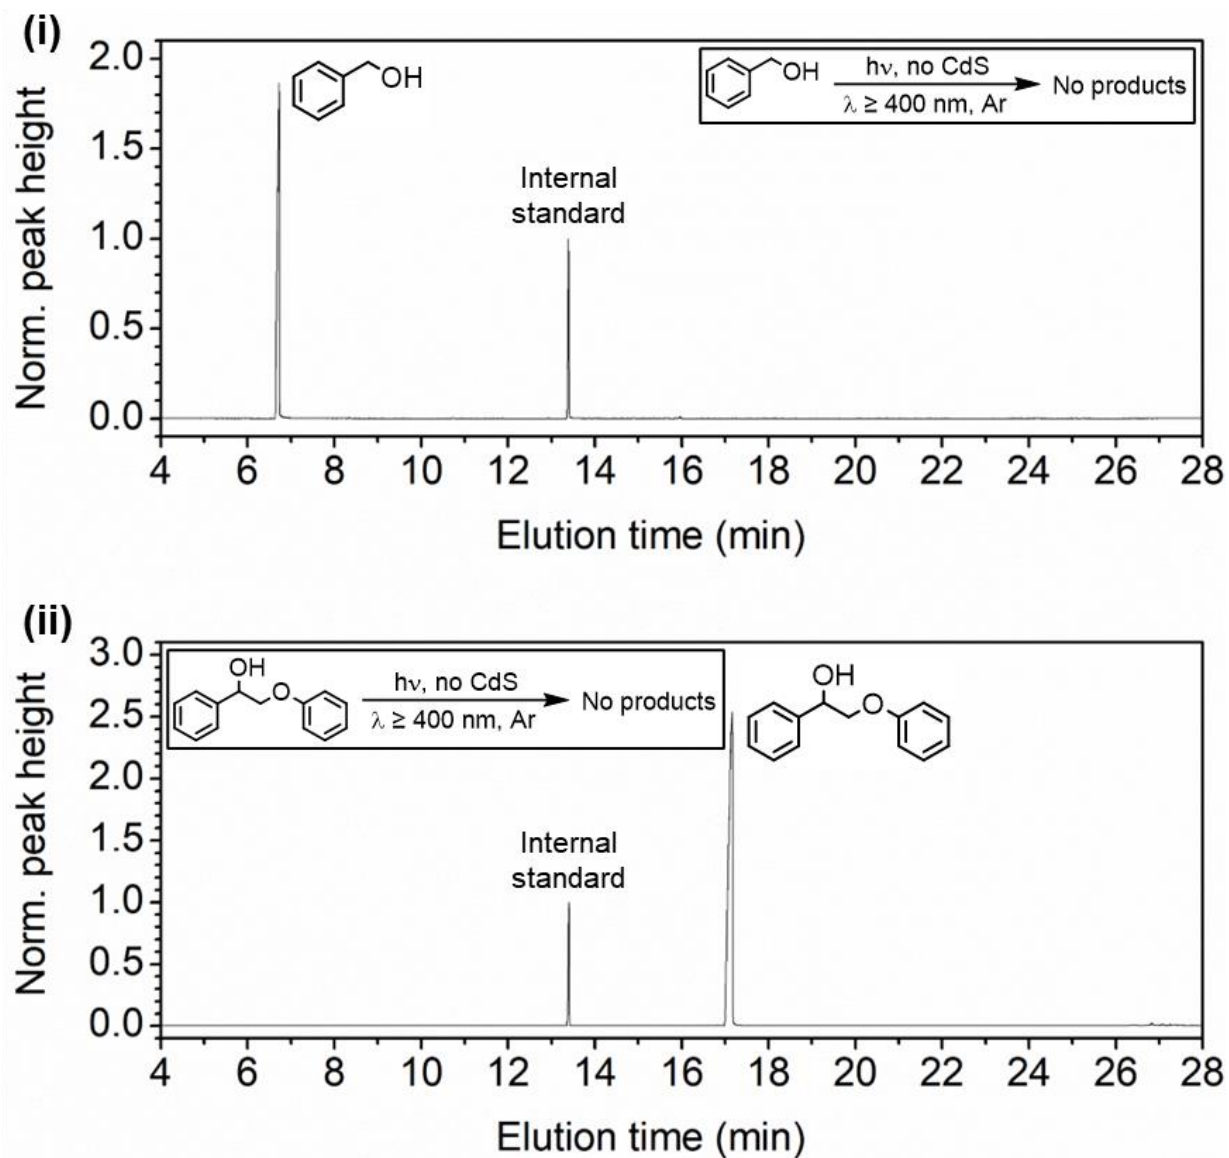 (i)
Norm. peak height
2.0
1.5
1.0
0.5
0.0
OH
Internal
standard
OH
hν, no CdS
λ ≥ 400 nm, Ar
No products
4 6 8 10 12 14 16 18 20 22 24 26 28
Elution time (min)
(ii)
Norm. peak height
3.0
2.5
2.0
1.5
1.0
0.5
0.0
OH
O
hν, no CdS
λ ≥ 400 nm, Ar
No products
OH
O
Internal
standard
4 6 8 10 12 14 16 18 20 22 24 26 28
Elution time (min)